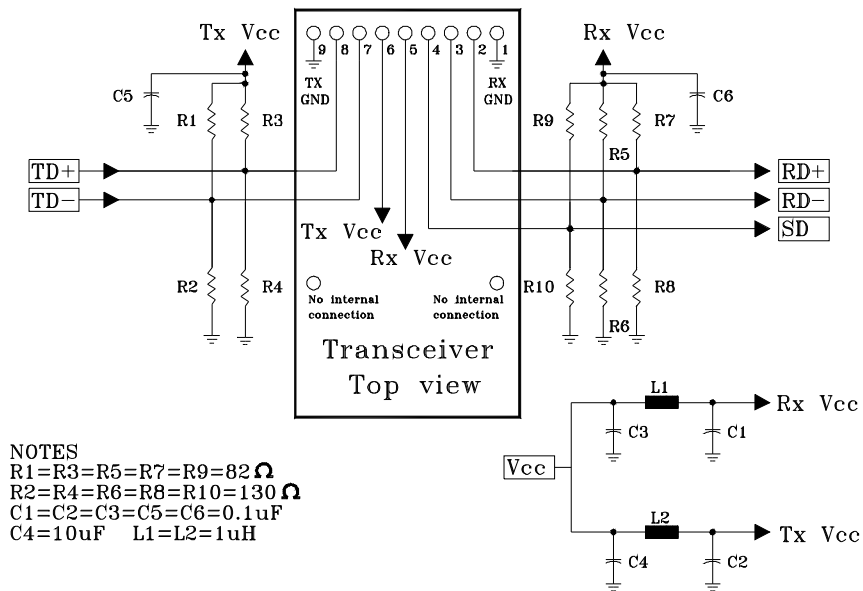 Tx Vcc
Rx Vcc
9 8 7 6 5 4 3 2 1
TX
GND
RX
GND
C5
C6
R1
R3
R9
R5
R7
TD+
RD+
TD-
RD-
SD
Tx Vcc
Rx Vcc
R2
R4
R10
R6
R8
No internal
connection
No internal
connection
Transceiver
Top view
L1
Rx Vcc
C3
C1
Vcc
L2
Tx Vcc
C4
C2
NOTES
R1=R3=R5=R7=R9=82Ω
R2=R4=R6=R8=R10=130Ω
C1=C2=C3=C5=C6=0.1uF
C4=10uF L1=L2=1uH